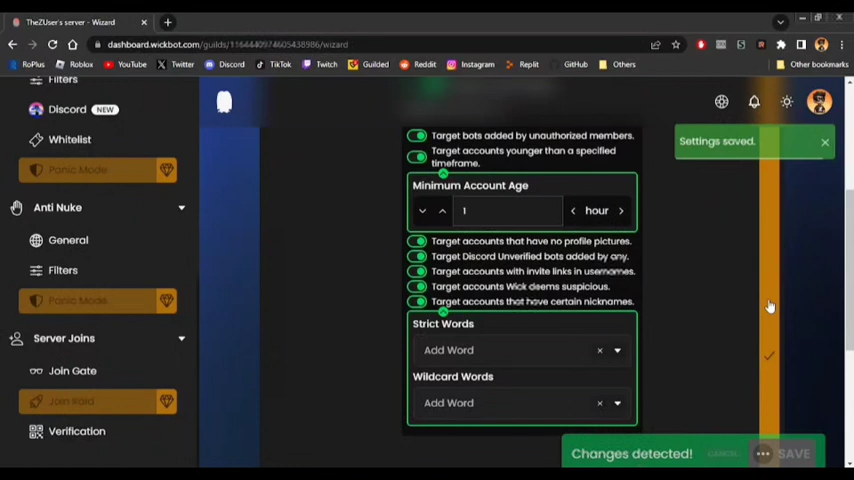 TheZUser's server - Wizard
dashboard.wickbot.com/guilds/1164440974605438986/wizard
RoPlus
Roblox
YouTube
Twitter
Discord
TikTok
Twitch
Guilded
Reddit
Instagram
Replit
GitHub
Others
Other bookmarks
Filters
Discord NEW
Whitelist
Panic Mode
Anti Nuke
General
Filters
Panic Mode
Server Joins
Join Gate
Join Raid
Verification
Target bots added by unauthorized members.
Target accounts younger than a specified
timeframe.
Minimum Account Age
1
hour
Target accounts that have no profile pictures.
Target Discord Unverified bots added by any.
Target accounts with invite links in usernames.
Target accounts Wick deems suspicious.
Target accounts that have certain nicknames.
Strict Words
Add Word
Wildcard Words
Add Word
Settings saved.
Changes detected!
CANCEL
SAVE